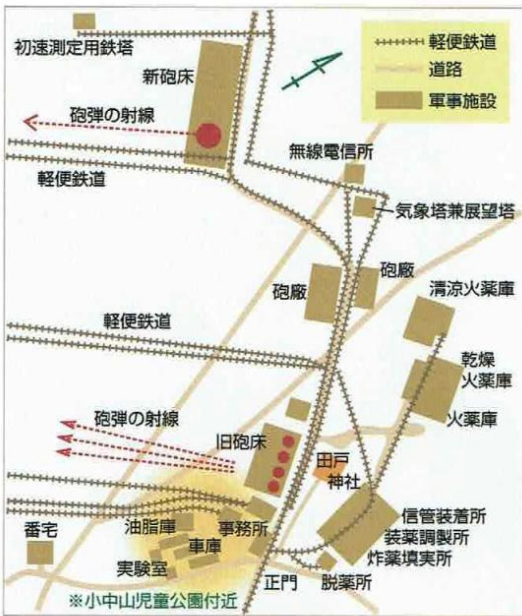 初速測定用鉄塔
新砲床
軽便鉄道
道路
軍事施設
砲弾の射線
軽便鉄道
無線電信所
気象塔兼展望塔
砲廠
砲廠
清涼火薬庫
軽便鉄道
乾燥
火薬庫
火薬庫
砲弾の射線
旧砲床
田戸
神社
信管装着所
装薬調製所
炸薬填実所
番宅
油脂庫
事務所
車庫
実験室
正門
脱薬所
※小中山児童公園付近